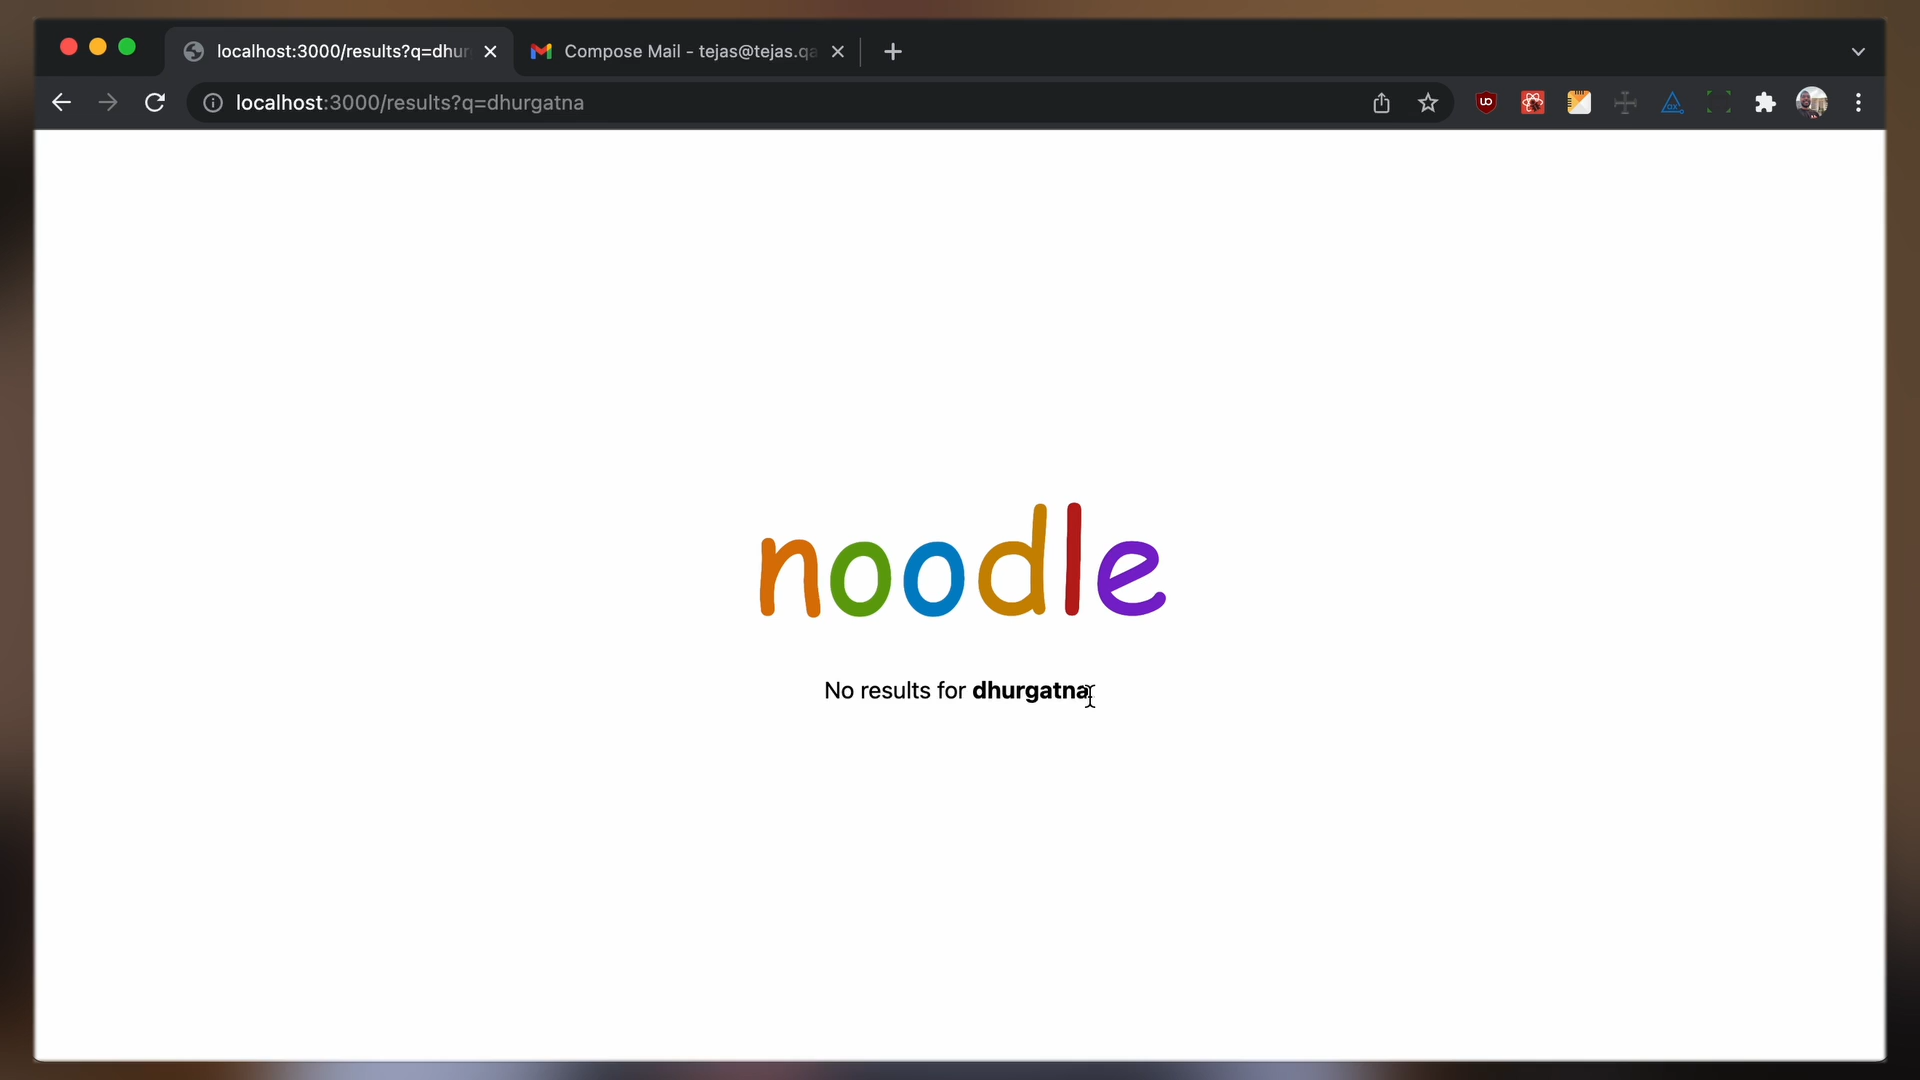 localhost:3000/results?q=dhur
Compose Mail - tejas@tejas.qa
localhost:3000/results?q=dhurgatna
noodle
No results for dhurgatna